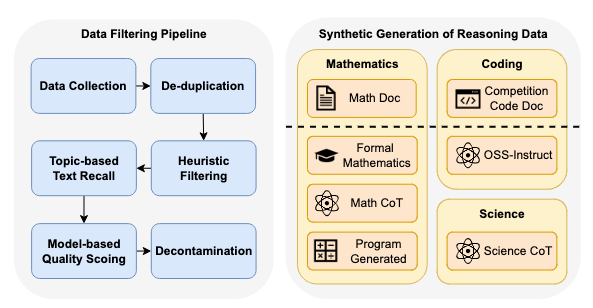 Data Filtering Pipeline
Data Collection
De-duplication
Heuristic
Filtering
Topic-based
Text Recall
Model-based
Quality Scoing
Decontamination
Synthetic Generation of Reasoning Data
Mathematics
Math Doc
Formal
Mathematics
Math CoT
Program
Generated
Coding
Competition
Code Doc
OSS-Instruct
Science
Science CoT